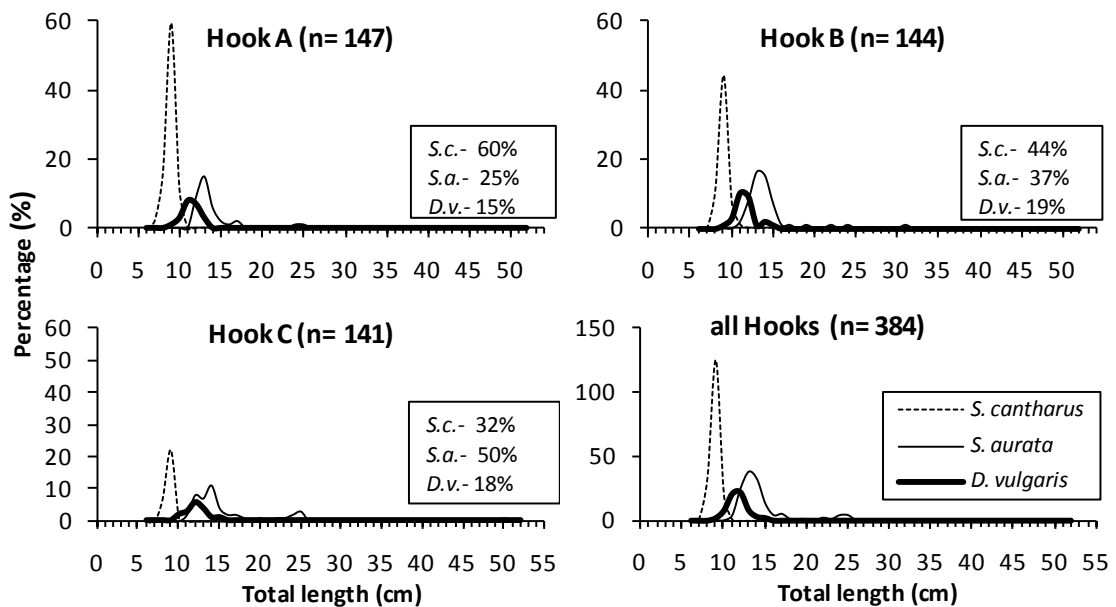 Percentage (%)
Hook A (n= 147)
60
40
20
0
S.c.- 60%
S.a.- 25%
D.v.- 15%
0 5 10 15 20 25 30 35 40 45 50
Hook B (n= 144)
60
40
20
0
S.c.- 44%
S.a.- 37%
D.v.- 19%
0 5 10 15 20 25 30 35 40 45 50
Hook C (n= 141)
60
50
40
30
20
10
0
S.c.- 32%
S.a.- 50%
D.v.- 18%
0 5 10 15 20 25 30 35 40 45 50 55
Total length (cm)
all Hooks (n= 384)
150
100
50
0
S. cantharus
S. aurata
D. vulgaris
0 5 10 15 20 25 30 35 40 45 50 55
Total length (cm)